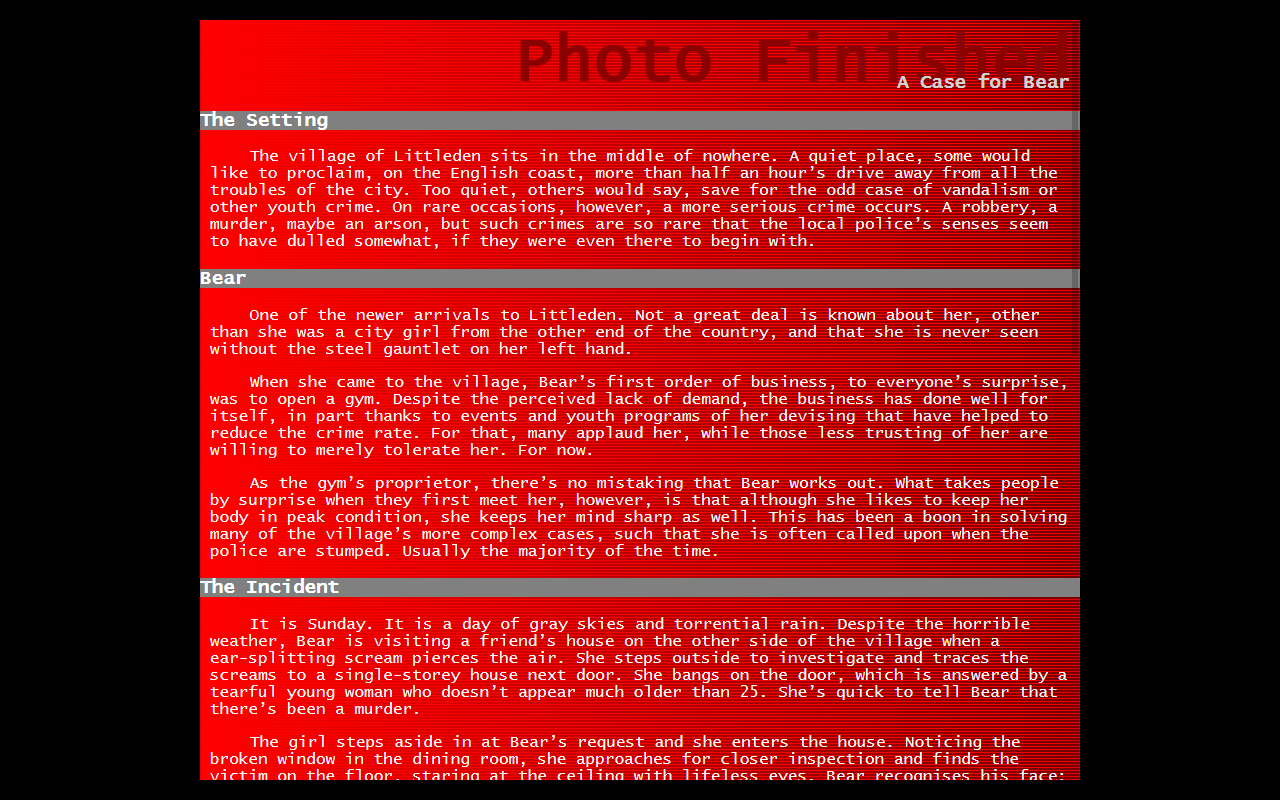 Photo Finished
A Case for Bear
The Setting
The village of Littleden sits in the middle of nowhere. A quiet place, some would
like to proclaim, on the English coast, more than half an hour’s drive away from all the
troubles of the city. Too quiet, others would say, save for the odd case of vandalism or
other youth crime. On rare occasions, however, a more serious crime occurs. A robbery, a
murder, maybe an arson, but such crimes are so rare that the local police’s senses seem
to have dulled somewhat, if they were even there to begin with.
Bear
One of the newer arrivals to Littleden. Not a great deal is known about her, other
than she was a city girl from the other end of the country, and that she is never seen
without the steel gauntlet on her left hand.
When she came to the village, Bear’s first order of business, to everyone’s surprise,
was to open a gym. Despite the perceived lack of demand, the business has done well for
itself, in part thanks to events and youth programs of her devising that have helped to
reduce the crime rate. For that, many applaud her, while those less trusting of her are
willing to merely tolerate her. For now.
As the gym’s proprietor, there’s no mistaking that Bear works out. What takes people
by surprise when they first meet her, however, is that although she likes to keep her
body in peak condition, she keeps her mind sharp as well. This has been a boon in solving
many of the village’s more complex cases, such that she is often called upon when the
police are stumped. Usually the majority of the time.
The Incident
It is Sunday. It is a day of gray skies and torrential rain. Despite the horrible
weather, Bear is visiting a friend’s house on the other side of the village when a
ear-splitting scream pierces the air. She steps outside to investigate and traces the
screams to a single-storey house next door. She bangs on the door, which is answered by a
tearful young woman who doesn’t appear much older than 25. She’s quick to tell Bear that
there’s been a murder.
The girl steps aside in at Bear’s request and she enters the house. Noticing the
broken window in the dining room, she approaches for closer inspection and finds the
victim on the floor, staring at the ceiling with lifeless eyes. Bear recognises his face: